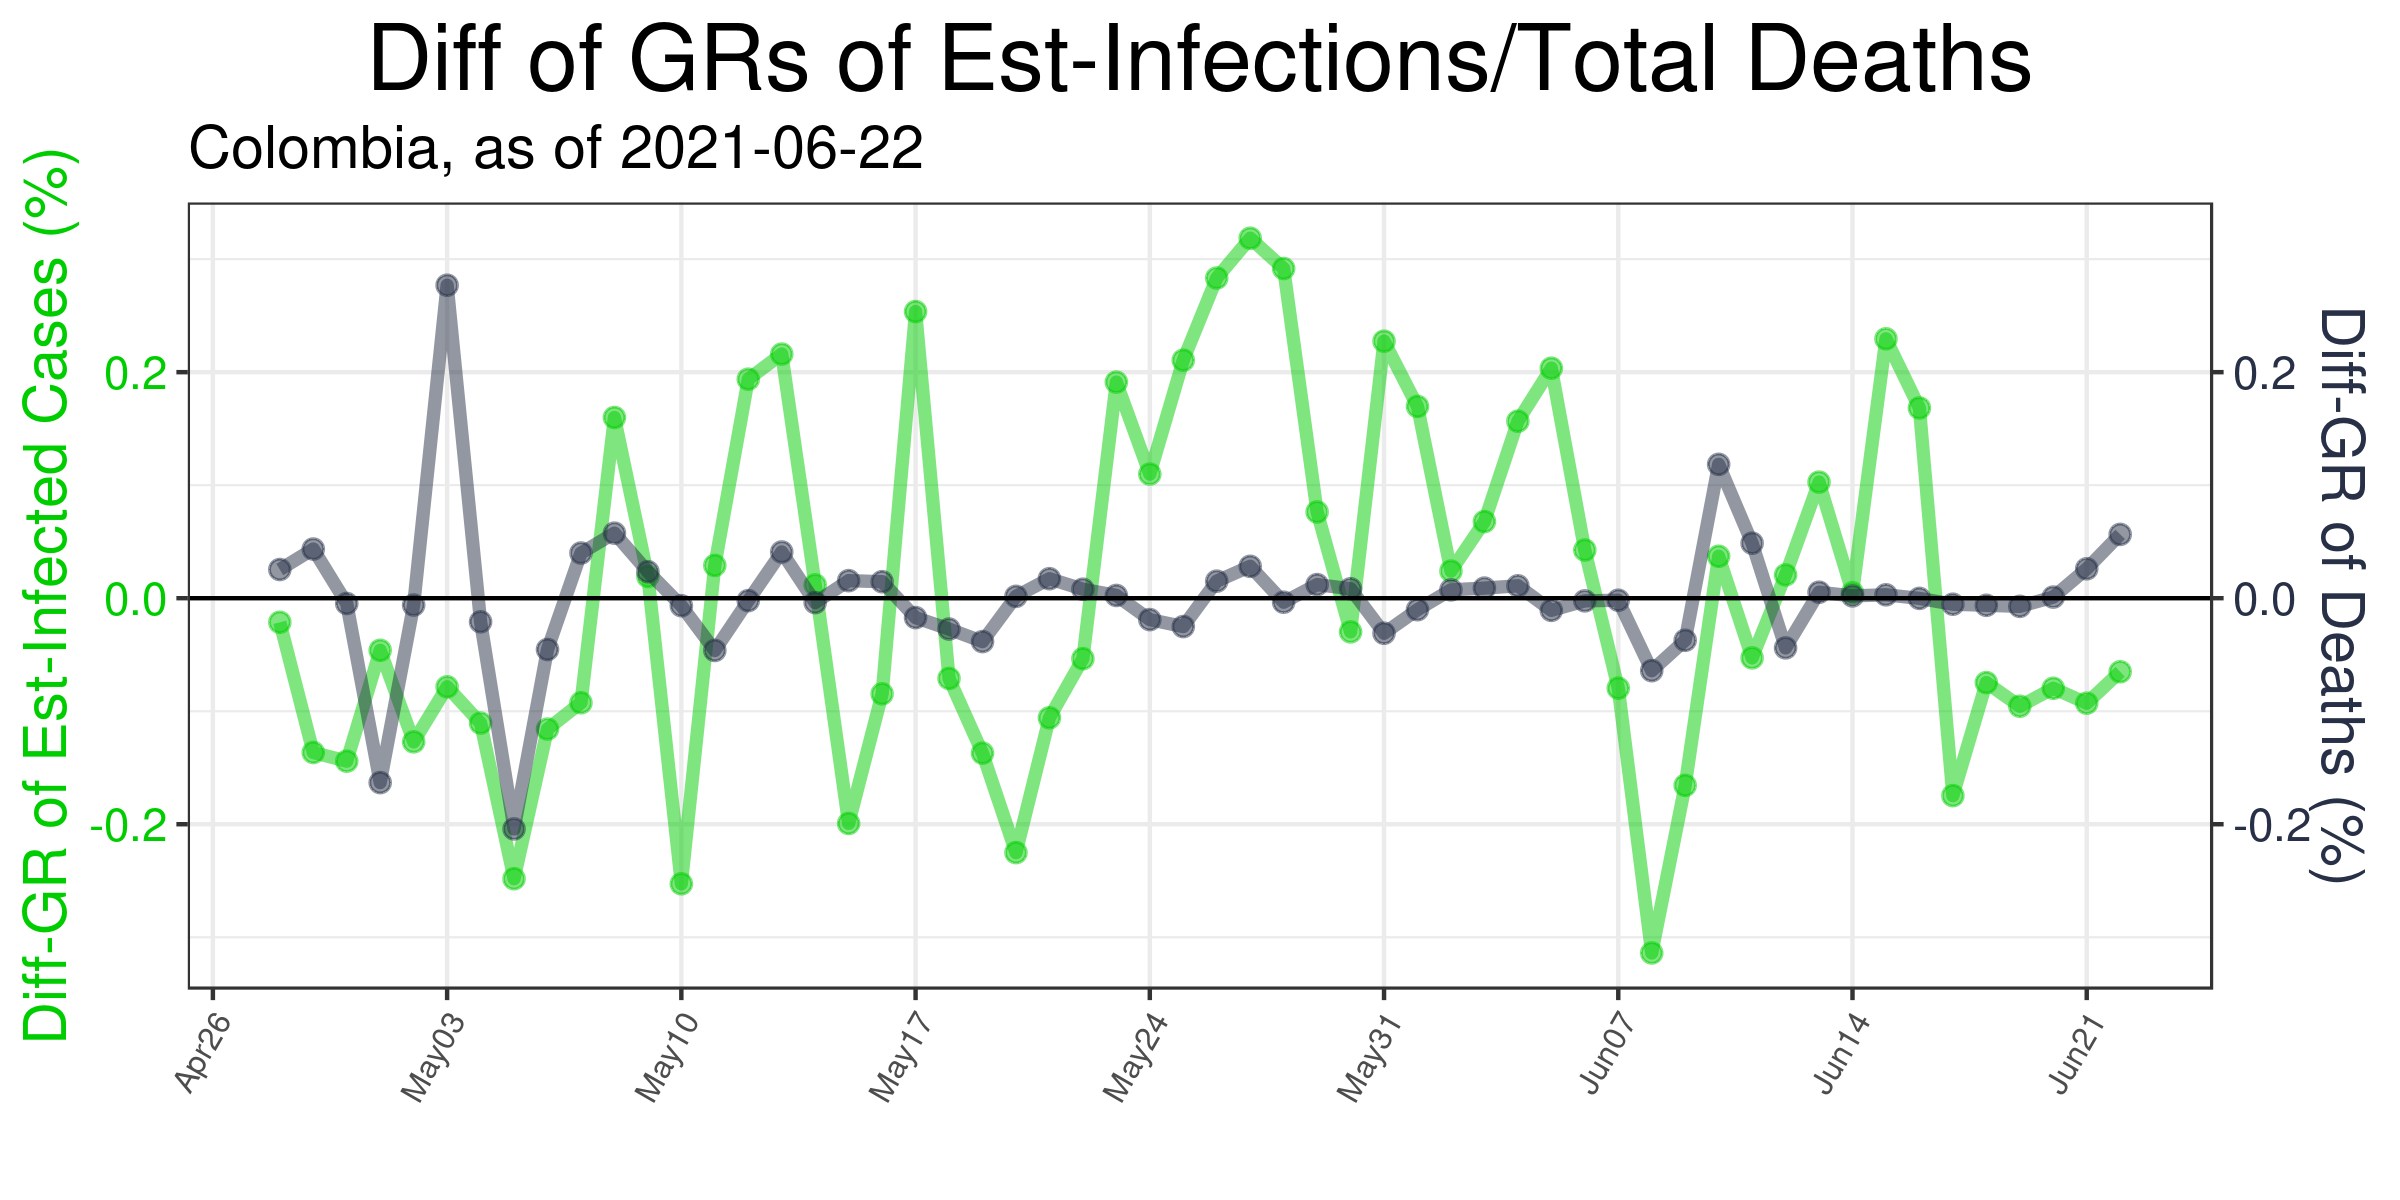 Diff of GRs of Est-Infections/Total Deaths
Colombia, as of 2021-06-22
Diff-GR of Est-Infected Cases (%)
0.2
0.0
-0.2
0.2
0.0
-0.2
Diff-GR of Deaths (%)
Apr26
May03
May10
May17
May24
May31
Jun07
Jun14
Jun21